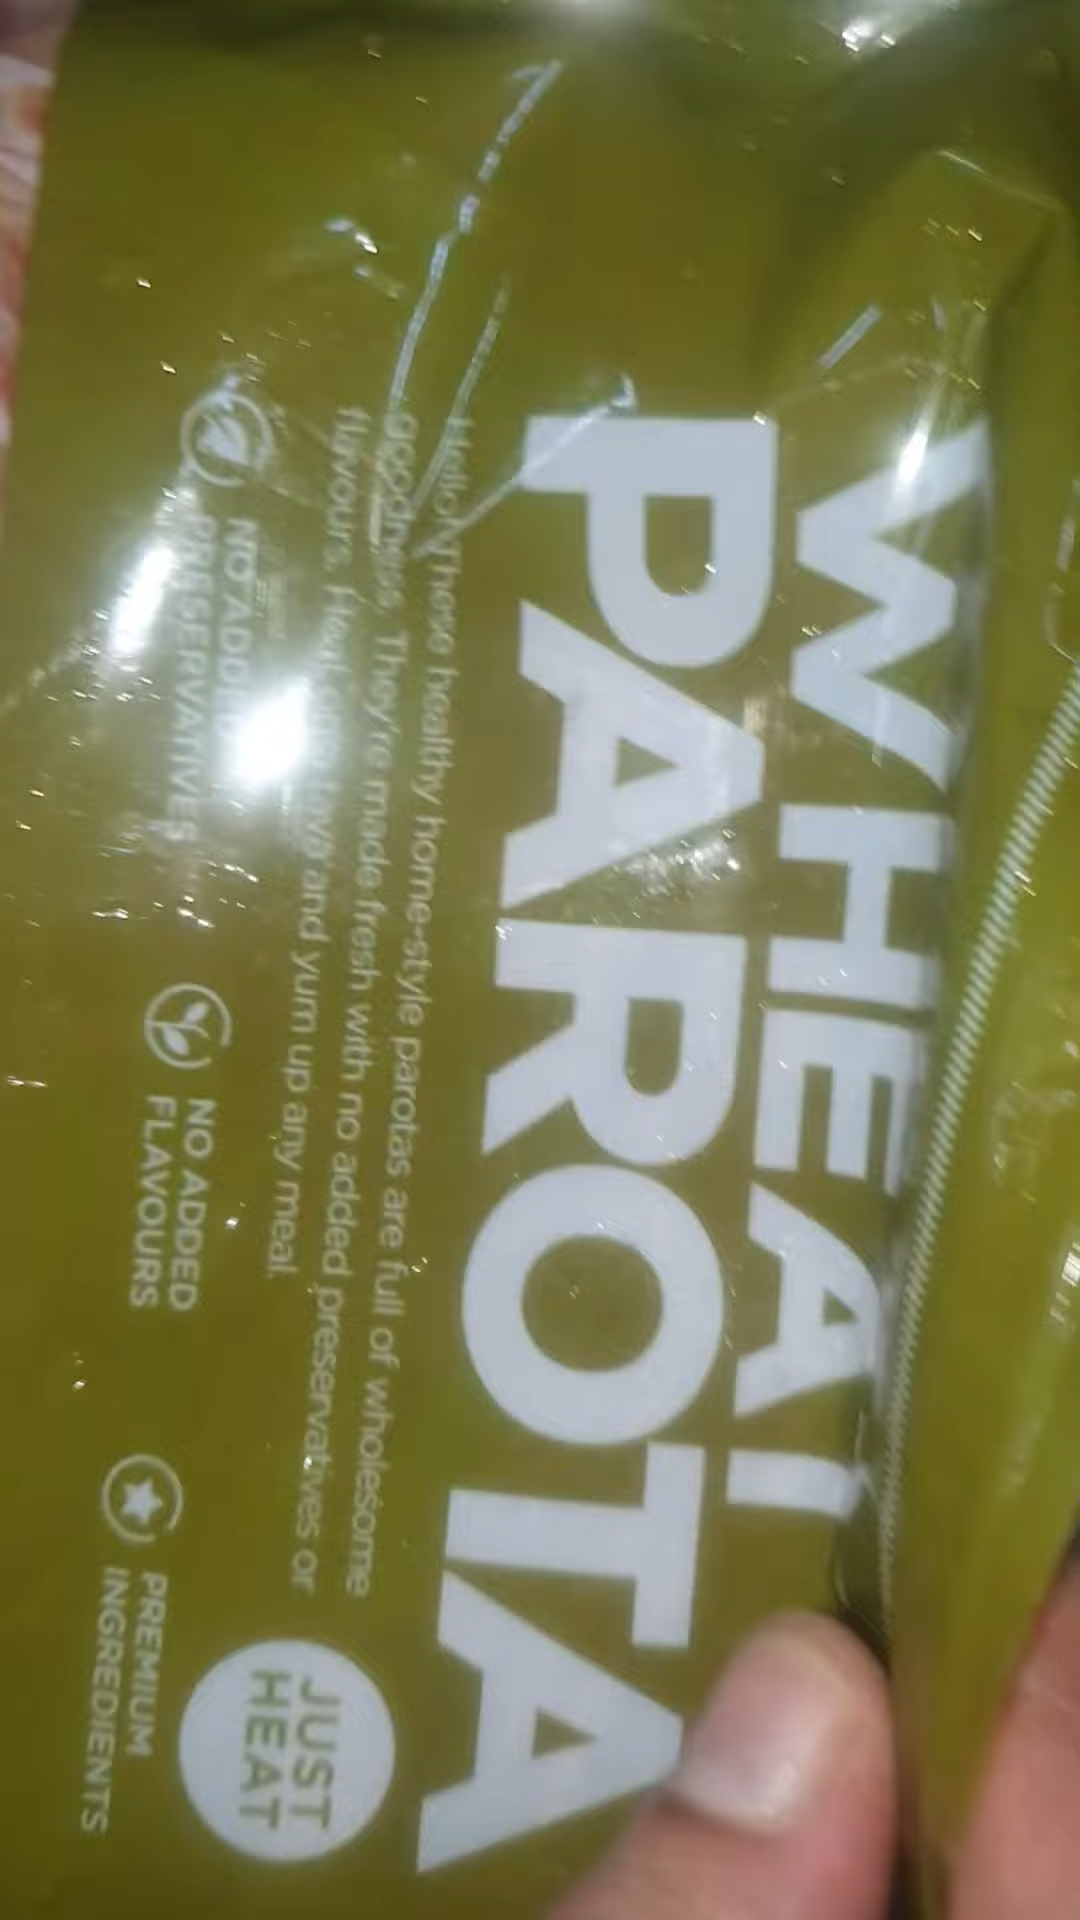 WHEAT
PAROTA
Hello! These healthy home-style parotas are full of wholesome
goodness. They're made fresh with no added preservatives or
flavours. Heat tava and yum up any meal.
NO ADDED
PRESERVATIVES
NO ADDED
FLAVOURS
PREMIUM
INGREDIENTS
JUST
HEAT